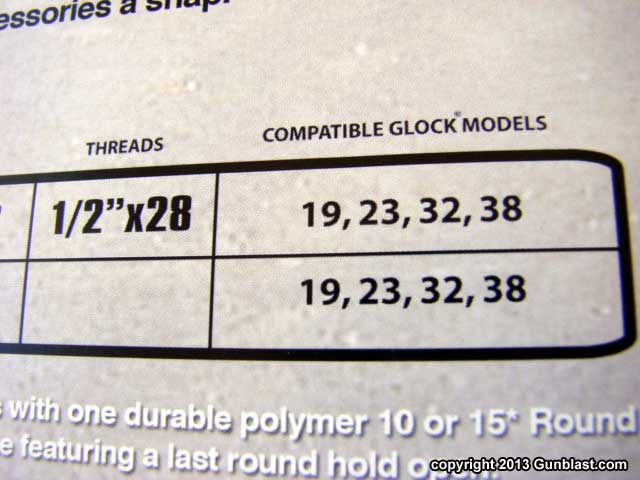 a snap.
THREADS
COMPATIBLE GLOCK® MODELS
1/2”x28
19, 23, 32, 38
19, 23, 32, 38
with one durable polymer 10 or 15* Round
featuring a last round hold open.
copyright 2013 Gunblast.com